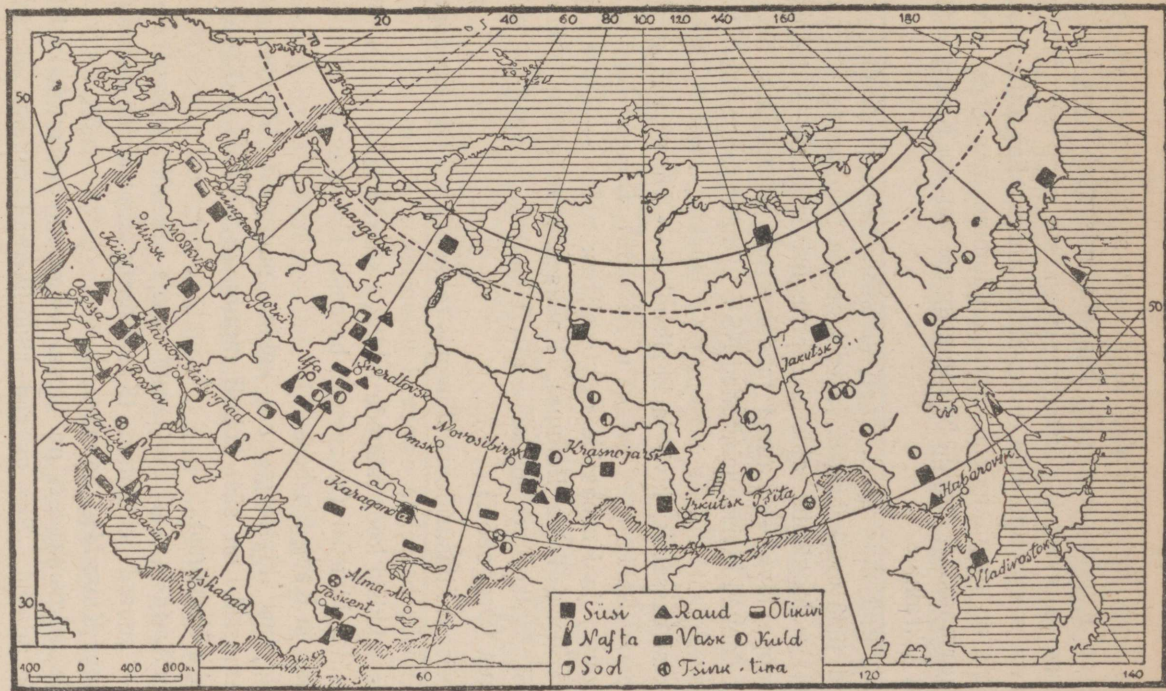 20 40 60 80 100 120 140 160 180
70
70
50
50
30
Leningrad
Arhangelsk
Minsk
MOSKVA
Kiiev
Odessa
Harkov
Gorki
Rostov
Stalingrad
Ufa
Sverdlovsk
Tbilisi
Omsk
Novosibirsk
Krasnojarsk
Jakutsk
Karaganda
Irkutsk
Tšita
Habarovsk
Vladivostok
Ašhabad
Alma Ata
Taškent
Süsi Raud Õlikivi
Nafta Vask Kuld
Sool Tsink-tina
400 0 400 800
60
120
140